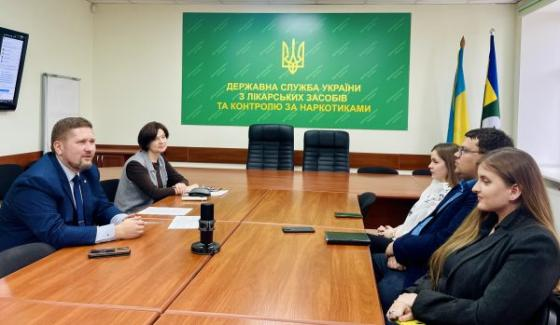 ДЕРЖАВНА СЛУЖБА УКРАЇНИ
З ЛІКАРСЬКИХ ЗАСОБІВ
ТА КОНТРОЛЮ ЗА НАРКОТИКАМИ